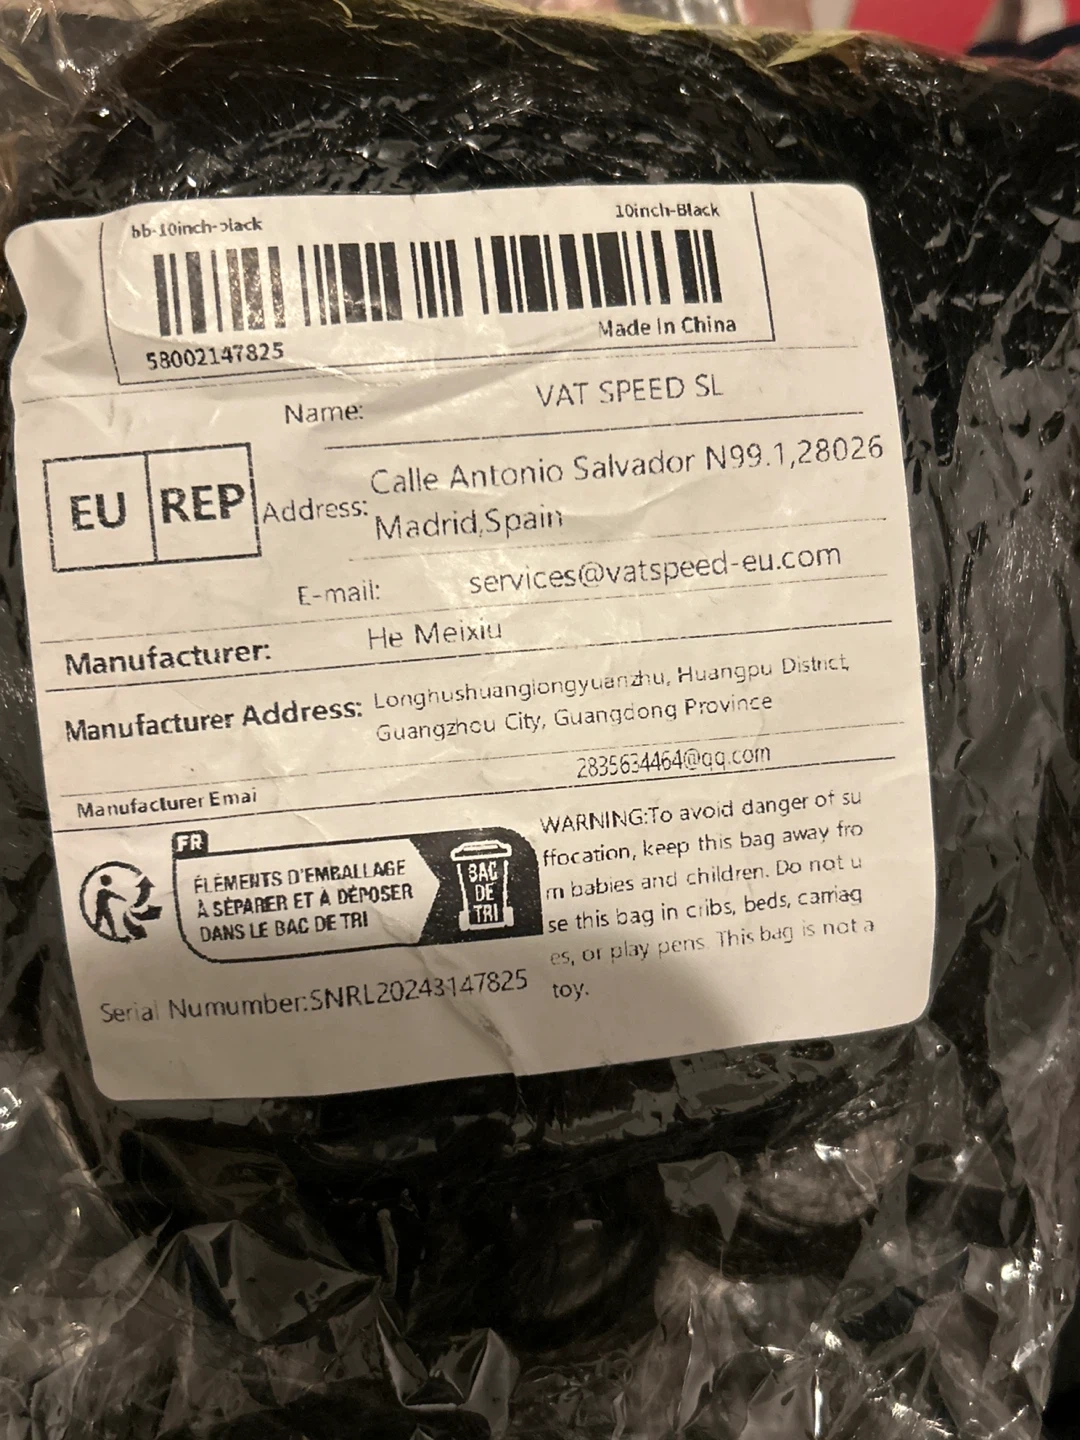 bb-10inch-black
10inch-Black
58002147825
Made In China
Name: VAT SPEED SL
EU REP
Address: Calle Antonio Salvador N99.1,28026
Madrid,Spain
E-mail: services@vatspeed-eu.com
Manufacturer: He Meixiu
Manufacturer Address: Longhushuanglongyuanzhu, Huangpu District,
Guangzhou City, Guangdong Province
Manufacturer Emai 2835634464@qq.com
FR
ÉLÉMENTS D'EMBALLAGE
À SÉPARER ET À DÉPOSER
DANS LE BAC DE TRI
BAC
DE
TRI
WARNING:To avoid danger of su
ffocation, keep this bag away fro
m babies and children. Do not u
se this bag in cribs, beds, carriag
es, or play pens. This bag is not a
toy.
Serial Numumber:SNRL20243147825